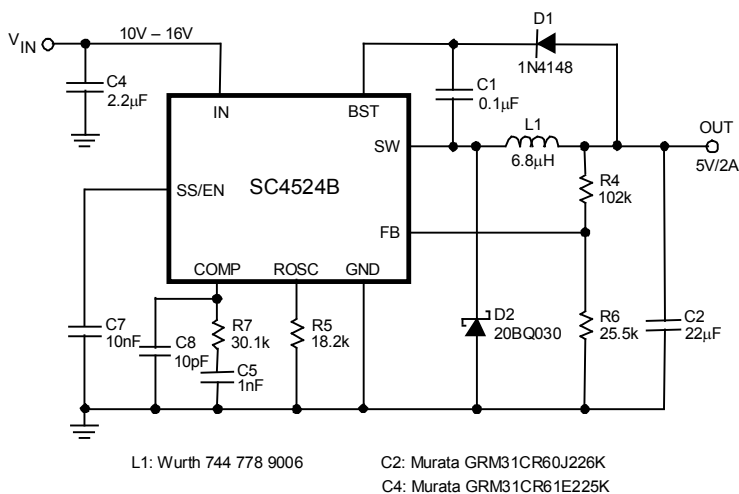 D1
V_IN
10V – 16V
1N4148
C4
2.2µF
C1
0.1µF
IN
BST
L1
OUT
SW
6.8µH
5V/2A
R4
102k
SS/EN
SC4524B
FB
COMP
ROSC
GND
C7
10nF
C8
10pF
R7
30.1k
R5
18.2k
D2
20BQ030
R6
25.5k
C2
22µF
C5
1nF
L1: Wurth 744 778 9006
C2: Murata GRM31CR60J226K
C4: Murata GRM31CR61E225K